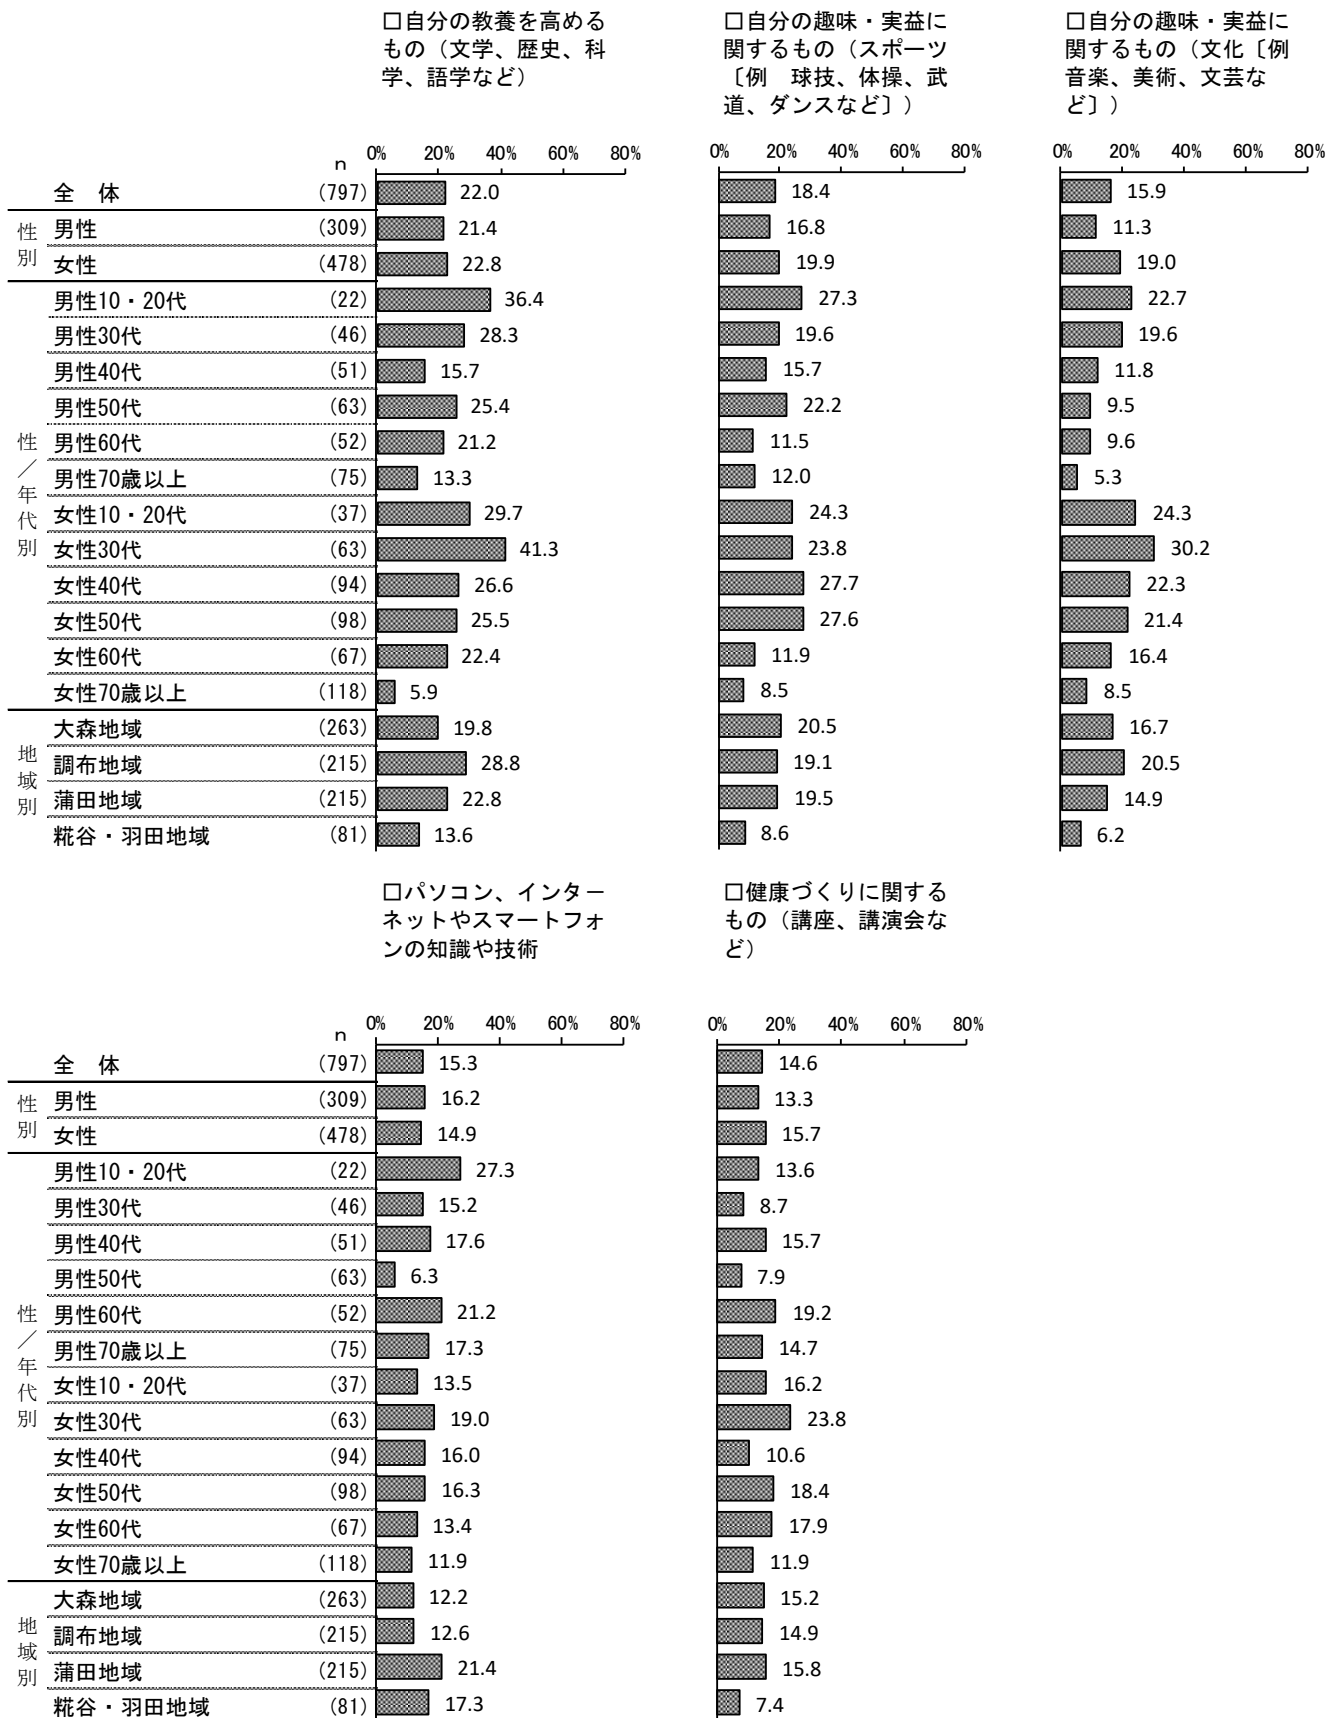 □自分の教養を高める
もの（文学、歴史、科
学、語学など）
□自分の趣味・実益に
関するもの（スポーツ
〔例　球技、体操、武
道、ダンスなど〕）
□自分の趣味・実益に
関するもの（文化〔例
音楽、美術、文芸な
ど〕）
n 0% 20% 40% 60% 80% 0% 20% 40% 60% 80% 0% 20% 40% 60% 80%
全　体 (797) 22.0 18.4 15.9
性別
男性 (309) 21.4 16.8 11.3
女性 (478) 22.8 19.9 19.0
性／年代別
男性10・20代 (22) 36.4 27.3 22.7
男性30代 (46) 28.3 19.6 19.6
男性40代 (51) 15.7 15.7 11.8
男性50代 (63) 25.4 22.2 9.5
男性60代 (52) 21.2 11.5 9.6
男性70歳以上 (75) 13.3 12.0 5.3
女性10・20代 (37) 29.7 24.3 24.3
女性30代 (63) 41.3 23.8 30.2
女性40代 (94) 26.6 27.7 22.3
女性50代 (98) 25.5 27.6 21.4
女性60代 (67) 22.4 11.9 16.4
女性70歳以上 (118) 5.9 8.5 8.5
地域別
大森地域 (263) 19.8 20.5 16.7
調布地域 (215) 28.8 19.1 20.5
蒲田地域 (215) 22.8 19.5 14.9
糀谷・羽田地域 (81) 13.6 8.6 6.2
□パソコン、インター
ネットやスマートフォ
ンの知識や技術
□健康づくりに関する
もの（講座、講演会な
ど）
n 0% 20% 40% 60% 80% 0% 20% 40% 60% 80%
全　体 (797) 15.3 14.6
性別
男性 (309) 16.2 13.3
女性 (478) 14.9 15.7
性／年代別
男性10・20代 (22) 27.3 13.6
男性30代 (46) 15.2 8.7
男性40代 (51) 17.6 15.7
男性50代 (63) 6.3 7.9
男性60代 (52) 21.2 19.2
男性70歳以上 (75) 17.3 14.7
女性10・20代 (37) 13.5 16.2
女性30代 (63) 19.0 23.8
女性40代 (94) 16.0 10.6
女性50代 (98) 16.3 18.4
女性60代 (67) 13.4 17.9
女性70歳以上 (118) 11.9 11.9
地域別
大森地域 (263) 12.2 15.2
調布地域 (215) 12.6 14.9
蒲田地域 (215) 21.4 15.8
糀谷・羽田地域 (81) 17.3 7.4